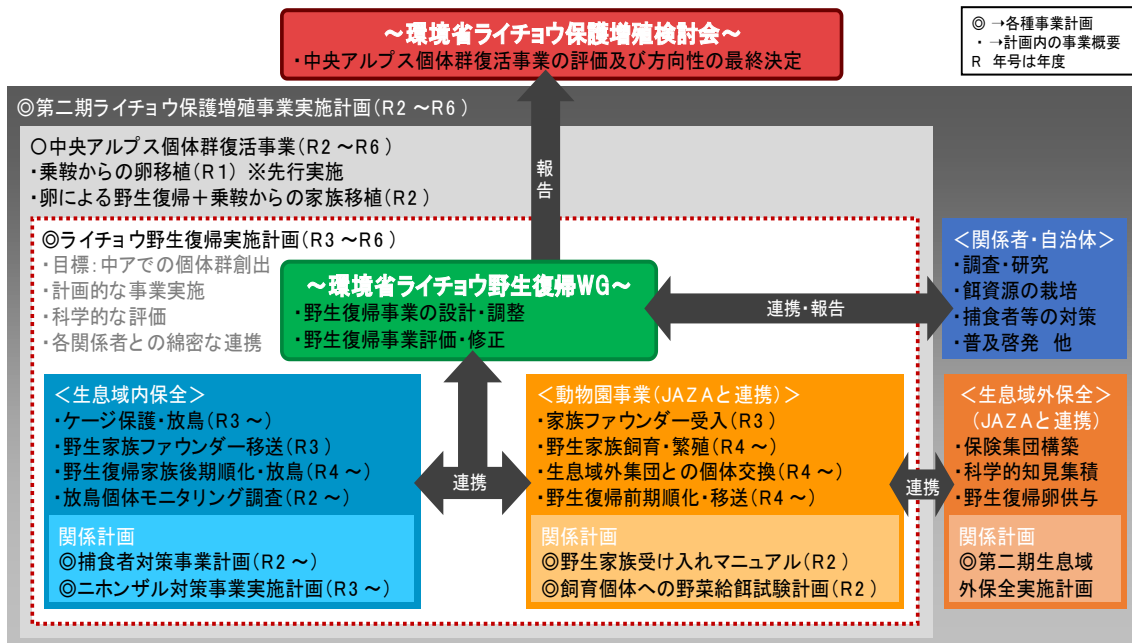 ～環境省ライチョウ保護増殖検討会～
・中央アルプス個体群復活事業の評価及び方向性の最終決定
◎ →各種事業計画
・ →計画内の事業概要
R 年号は年度
◎第二期ライチョウ保護増殖事業実施計画(R2～R6)
〇中央アルプス個体群復活事業(R2～R6)
・乗鞍からの卵移植(R1) ※先行実施
・卵による野生復帰＋乗鞍からの家族移植(R2)
報告
◎ライチョウ野生復帰実施計画(R3～R6)
・目標:中アでの個体群創出
・計画的な事業実施
・科学的な評価
・各関係者との綿密な連携
～環境省ライチョウ野生復帰WG～
・野生復帰事業の設計・調整
・野生復帰事業評価・修正
連携・報告
＜関係者・自治体＞
・調査・研究
・餌資源の栽培
・捕食者等の対策
・普及啓発 他
＜生息域内保全＞
・ケージ保護・放鳥(R3～)
・野生家族ファウンダー移送(R3)
・野生復帰家族後期順化・放鳥(R4～)
・放鳥個体モニタリング調査(R2～)
関係計画
◎捕食者対策事業計画(R2～)
◎ニホンザル対策事業実施計画(R3～)
連携
＜動物園事業(JAZAと連携)＞
・家族ファウンダー受入(R3)
・野生家族飼育・繁殖(R4～)
・生息域外集団との個体交換(R4～)
・野生復帰前期順化・移送(R4～)
関係計画
◎野生家族受け入れマニュアル(R2)
◎飼育個体への野菜給餌試験計画(R2)
連携
＜生息域外保全＞
(JAZAと連携)
・保険集団構築
・科学的知見集積
・野生復帰卵供与
関係計画
◎第二期生息域
外保全実施計画